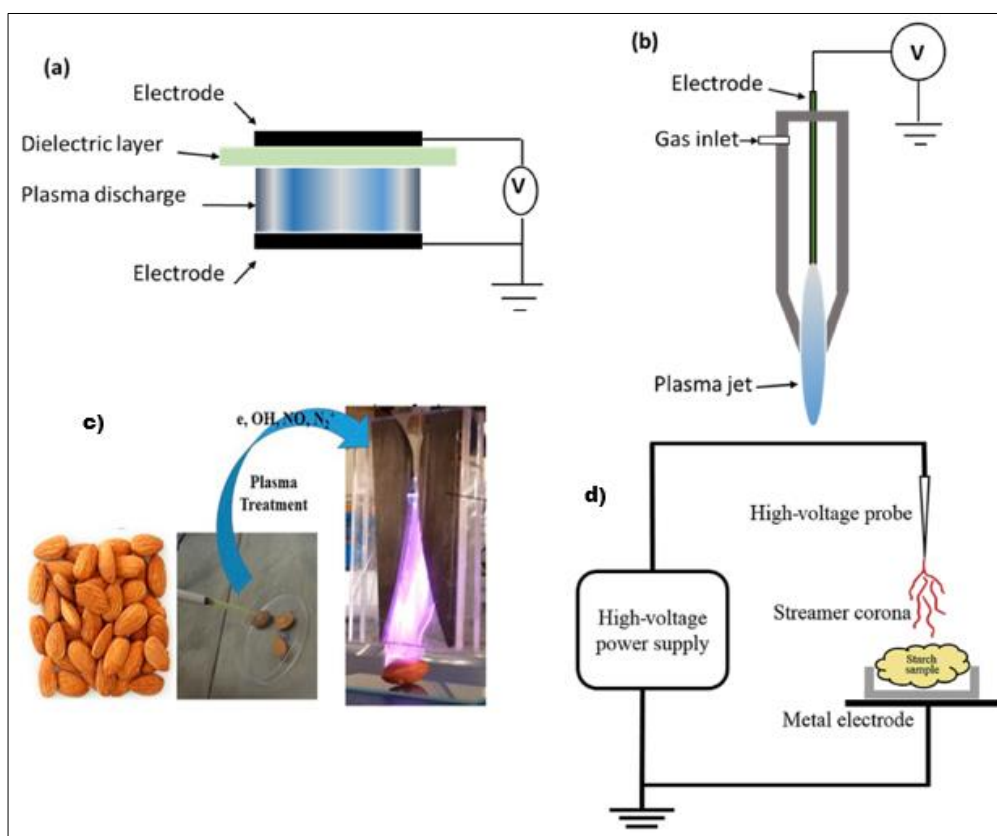 (a)
Electrode
Dielectric layer
Plasma discharge
Electrode
V
(b)
V
Electrode
Gas inlet
Plasma jet
c)
e, OH, NO, N₂⁺
Plasma
Treatment
d)
High-voltage probe
Streamer corona
High-voltage
power supply
Starch
sample
Metal electrode